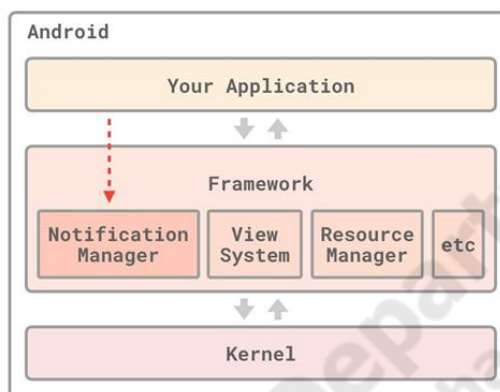 Android
Your Application
Framework
Notification
Manager
View
System
Resource
Manager
etc
Kernel